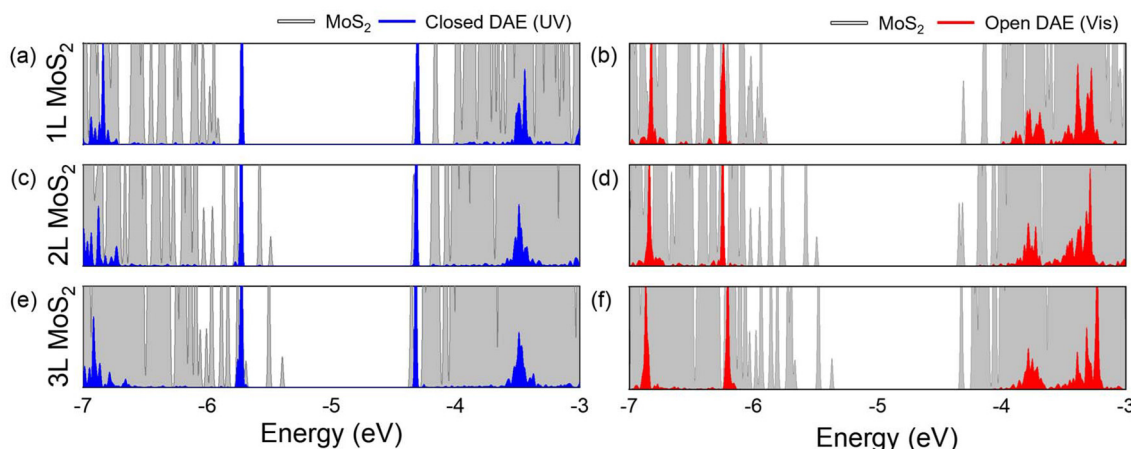 MoS₂ Closed DAE (UV) MoS₂ Open DAE (Vis)
(a) (b)
1L MoS₂
(c) (d)
2L MoS₂
(e) (f)
3L MoS₂
-7 -6 -5 -4 -3 -7 -6 -5 -4 -3
Energy (eV) Energy (eV)